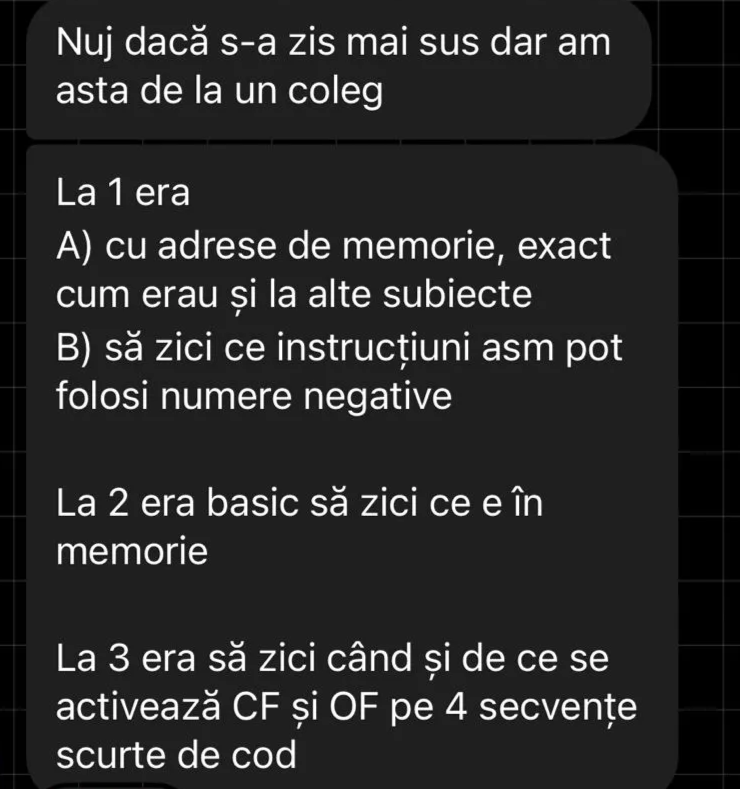 Nuj dacă s-a zis mai sus dar am
asta de la un coleg
La 1 era
A) cu adrese de memorie, exact
cum erau și la alte subiecte
B) să zici ce instrucțiuni asm pot
folosi numere negative
La 2 era basic să zici ce e în
memorie
La 3 era să zici când și de ce se
activează CF și OF pe 4 secvențe
scurte de cod